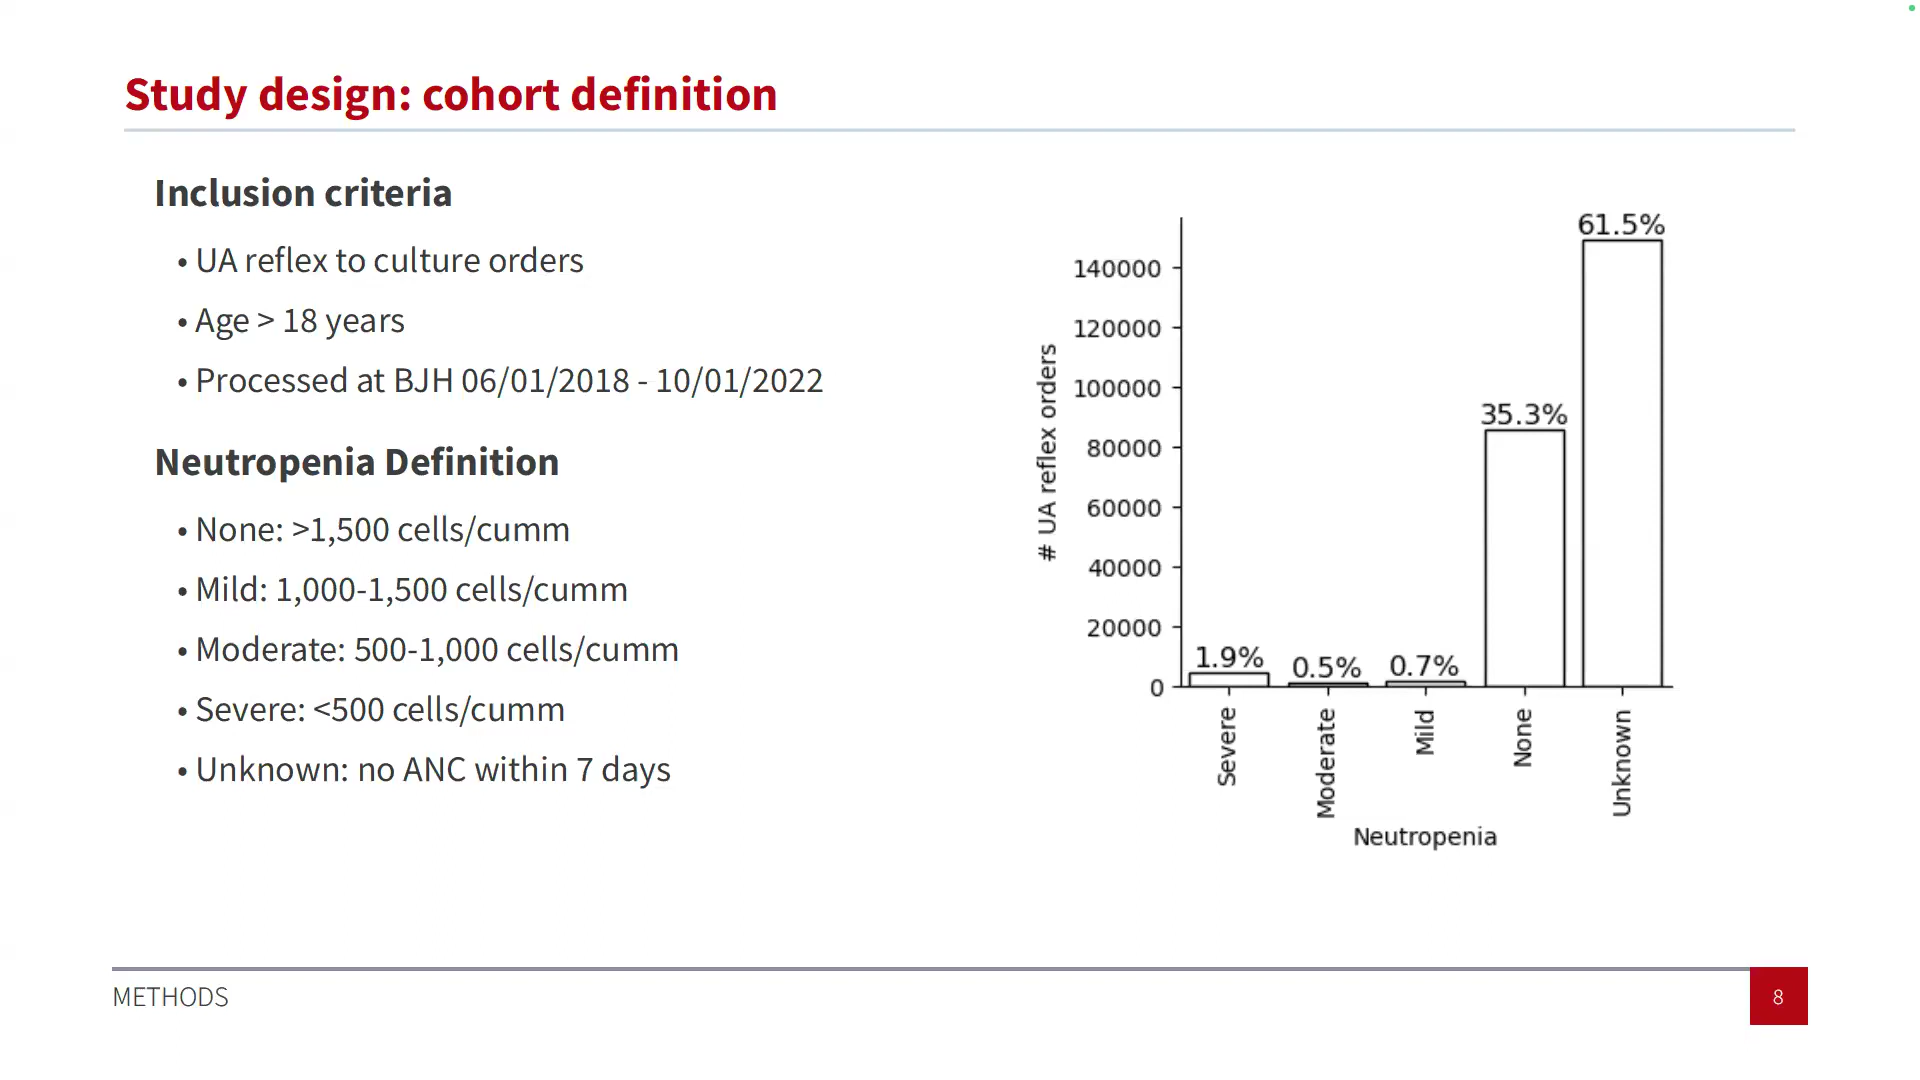 Study design: cohort definition
Inclusion criteria
• UA reflex to culture orders
• Age > 18 years
• Processed at BJH 06/01/2018 - 10/01/2022
Neutropenia Definition
• None: >1,500 cells/cumm
• Mild: 1,000-1,500 cells/cumm
• Moderate: 500-1,000 cells/cumm
• Severe: <500 cells/cumm
• Unknown: no ANC within 7 days
# UA reflex orders
140000
120000
100000
80000
60000
40000
20000
0
1.9%
0.5%
0.7%
35.3%
61.5%
Severe
Moderate
Mild
None
Unknown
Neutropenia
METHODS
8